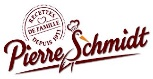 RECETTES
DE FAMILLE
DEPUIS
Pierre Schmidt